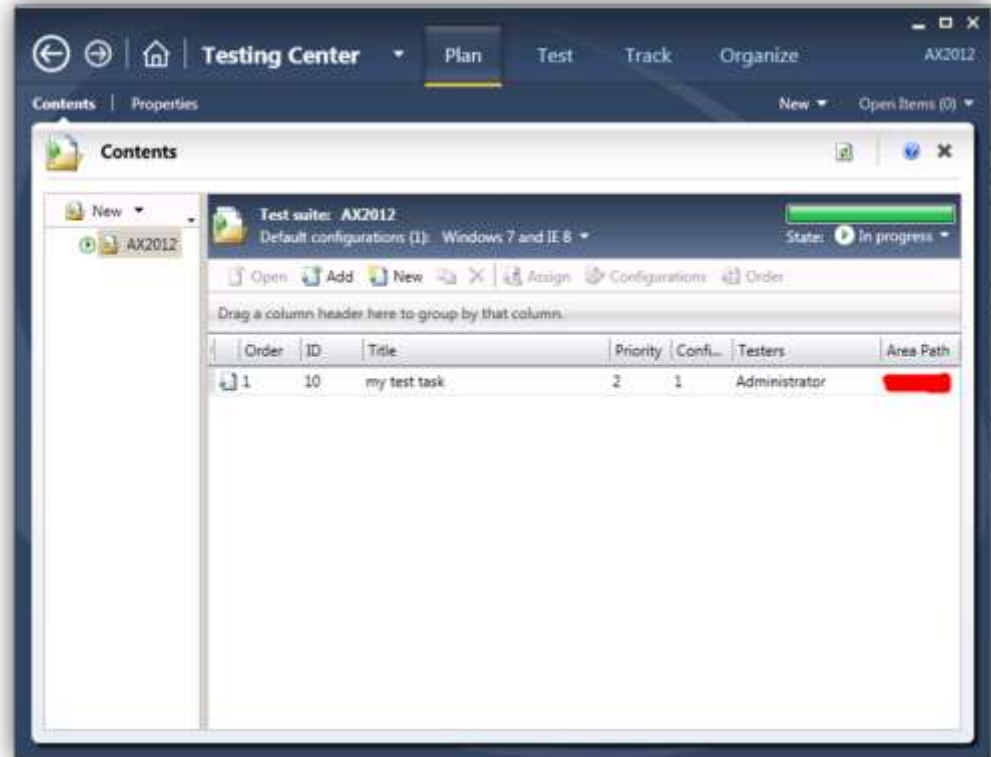 Testing Center Plan Test Track Organize AX2012
Contents | Properties New Open Items (0)
Contents
New
AX2012
Test suite: AX2012
Default configurations (1): Windows 7 and IE 8 State: In progress
Open Add New Assign Configurations Order
Drag a column header here to group by that column.
Order ID Title Priority Confi... Testers Area Path
1 10 my test task 2 1 Administrator